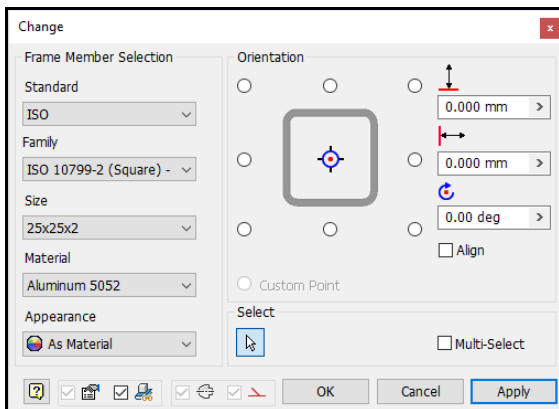 Change
x
Frame Member Selection
Standard
ISO
Family
ISO 10799-2 (Square) -
Size
25x25x2
Material
Aluminum 5052
Appearance
As Material
Orientation
0.000 mm >
0.000 mm >
0.00 deg >
Align
Custom Point
Select
Multi-Select
?
OK
Cancel
Apply